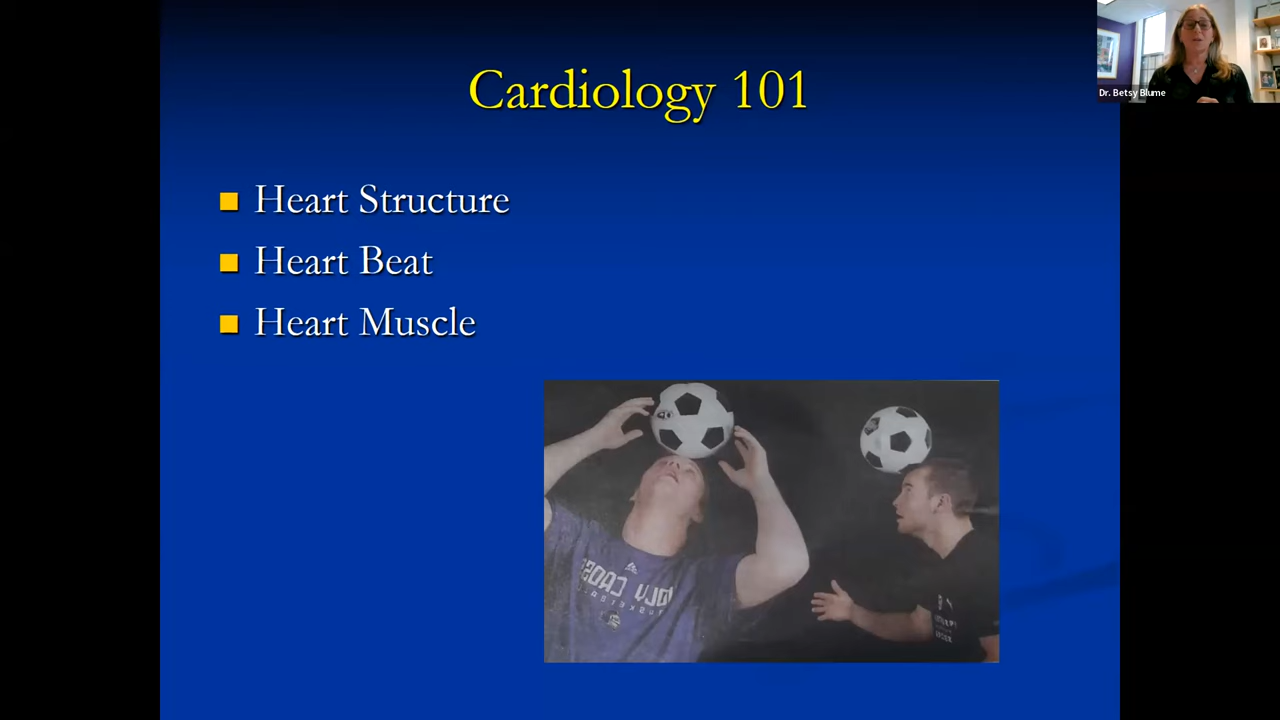 Cardiology 101
Dr. Betsy Blume
Heart Structure
Heart Beat
Heart Muscle